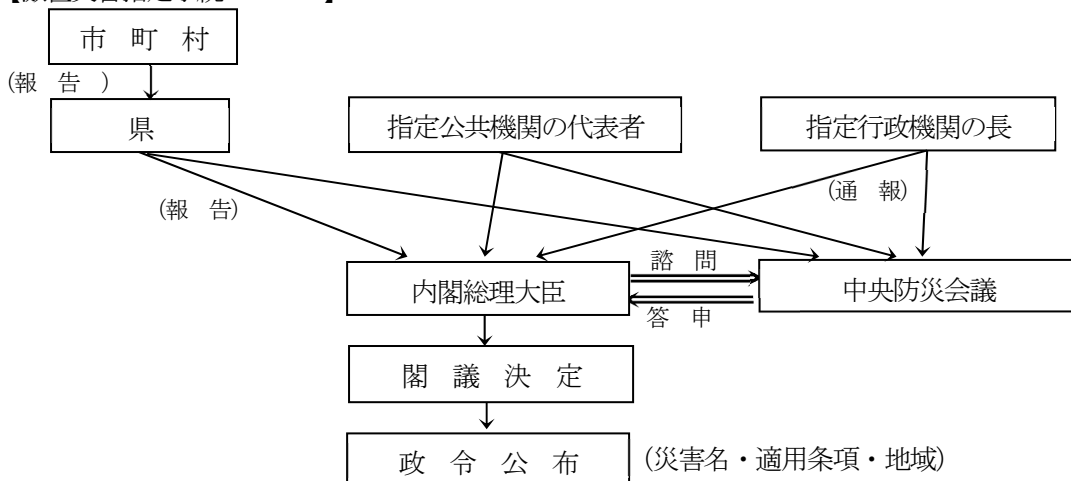 市 町 村
(報 告 )
県
指定公共機関の代表者
指定行政機関の長
(報 告)
(通 報)
内閣総理大臣
諮 問
答 申
中央防災会議
閣 議 決 定
政 令 公 布
(災害名・適用条項・地域)